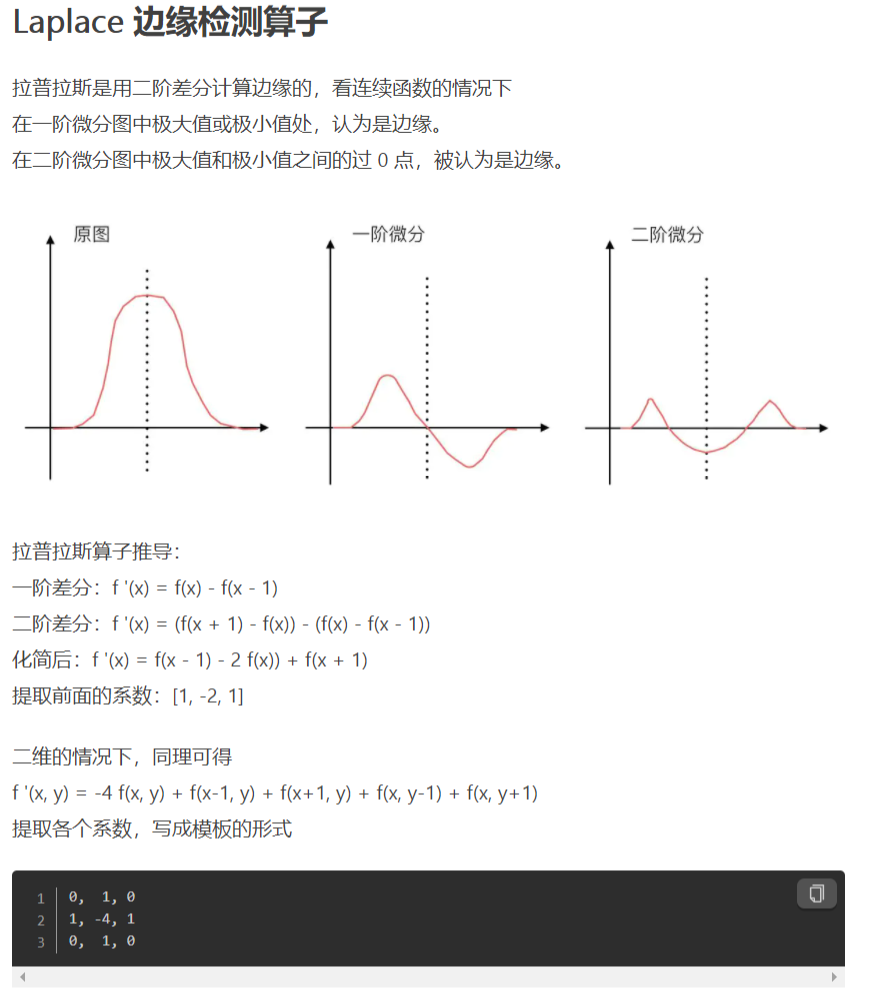 Laplace 边缘检测算子
拉普拉斯是用二阶差分计算边缘的，看连续函数的情况下
在一阶微分图中极大值或极小值处，认为是边缘。
在二阶微分图中极大值和极小值之间的过 0 点，被认为是边缘。
原图
一阶微分
二阶微分
拉普拉斯算子推导：
一阶差分：f '(x) = f(x) - f(x - 1)
二阶差分：f '(x) = (f(x + 1) - f(x)) - (f(x) - f(x - 1))
化简后：f '(x) = f(x - 1) - 2 f(x)) + f(x + 1)
提取前面的系数：[1, -2, 1]
二维的情况下，同理可得
f '(x, y) = -4 f(x, y) + f(x-1, y) + f(x+1, y) + f(x, y-1) + f(x, y+1)
提取各个系数，写成模板的形式
1 0, 1, 0
2 1, -4, 1
3 0, 1, 0